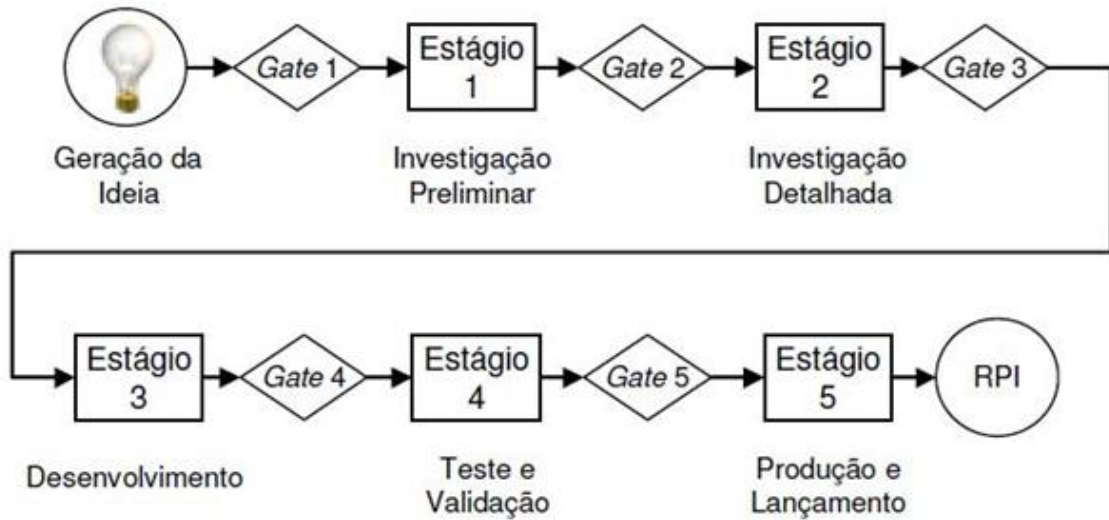 Gate 1
Estágio
1
Gate 2
Estágio
2
Gate 3
Geração da
Ideia
Investigação
Preliminar
Investigação
Detalhada
Estágio
3
Gate 4
Estágio
4
Gate 5
Estágio
5
RPI
Desenvolvimento
Teste e
Validação
Produção e
Lançamento